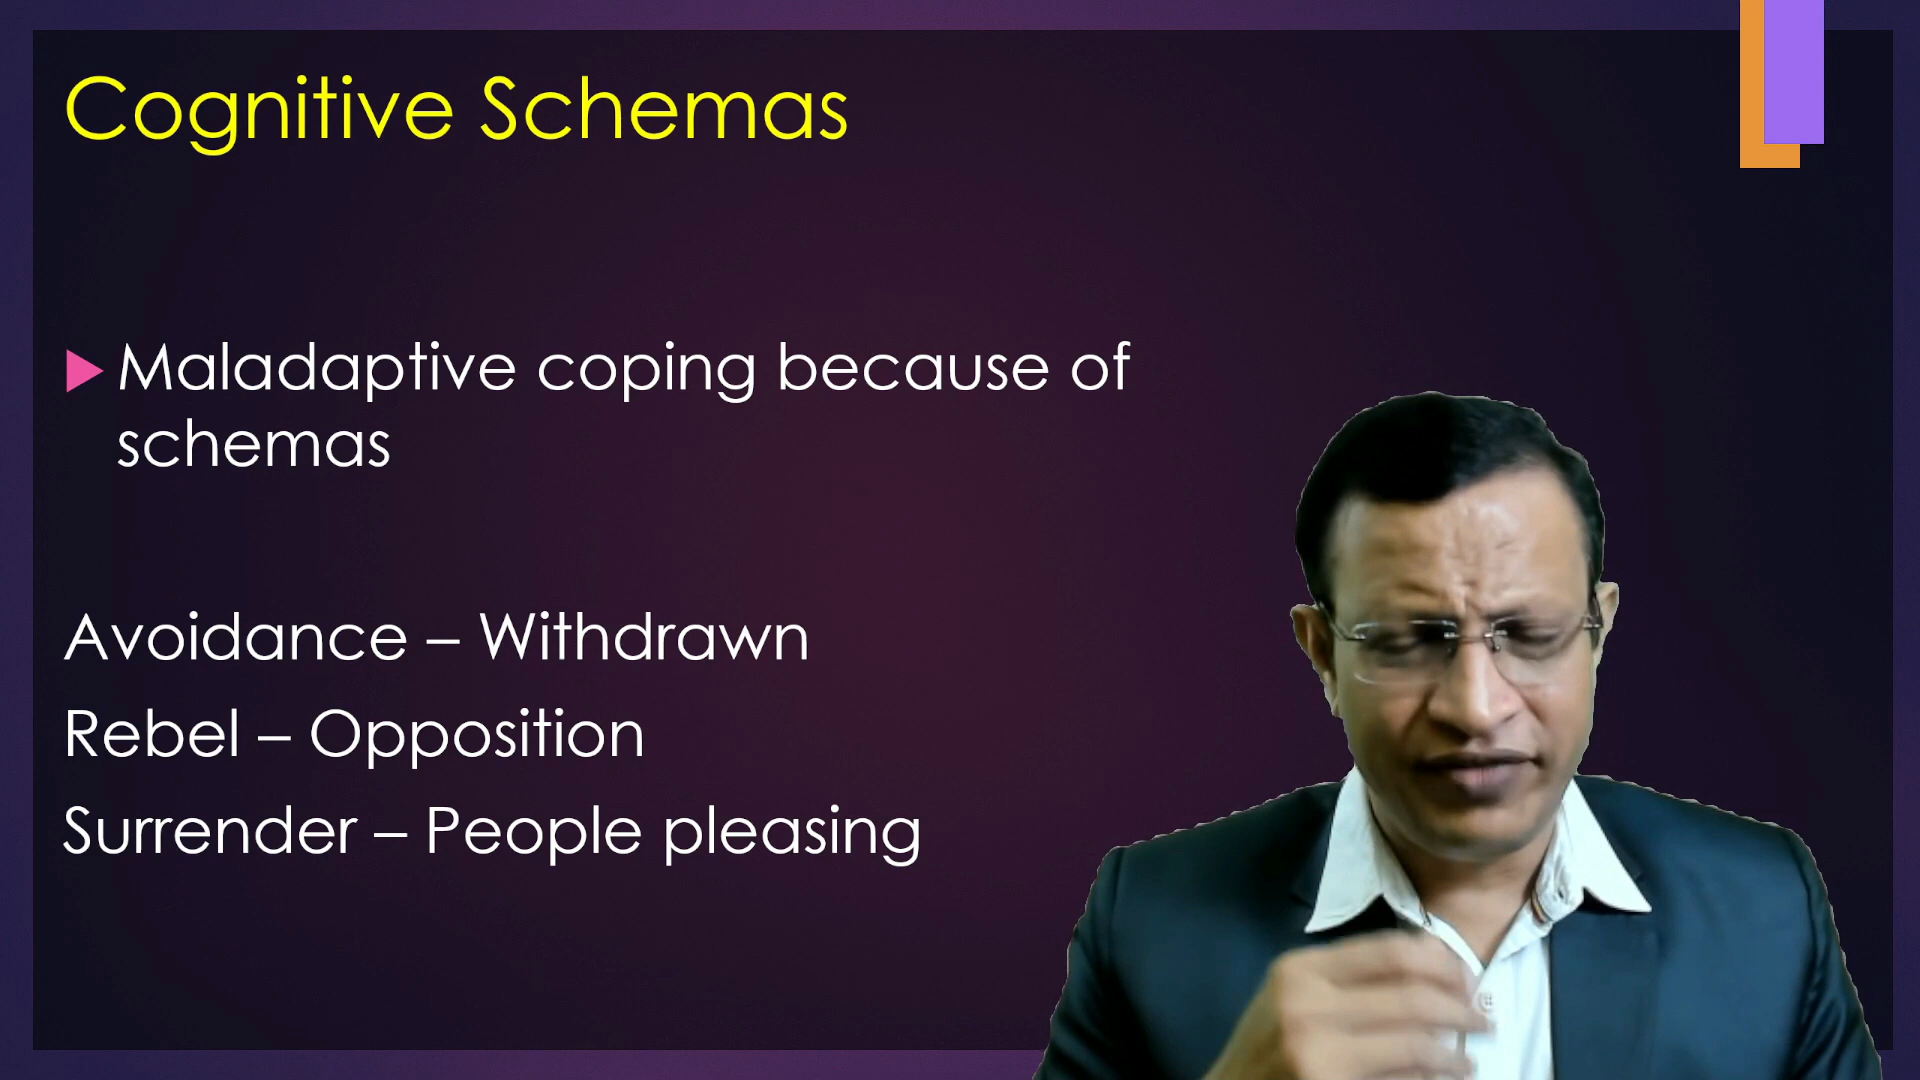 Cognitive Schemas
Maladaptive coping because of
schemas
Avoidance – Withdrawn
Rebel – Opposition
Surrender – People pleasing